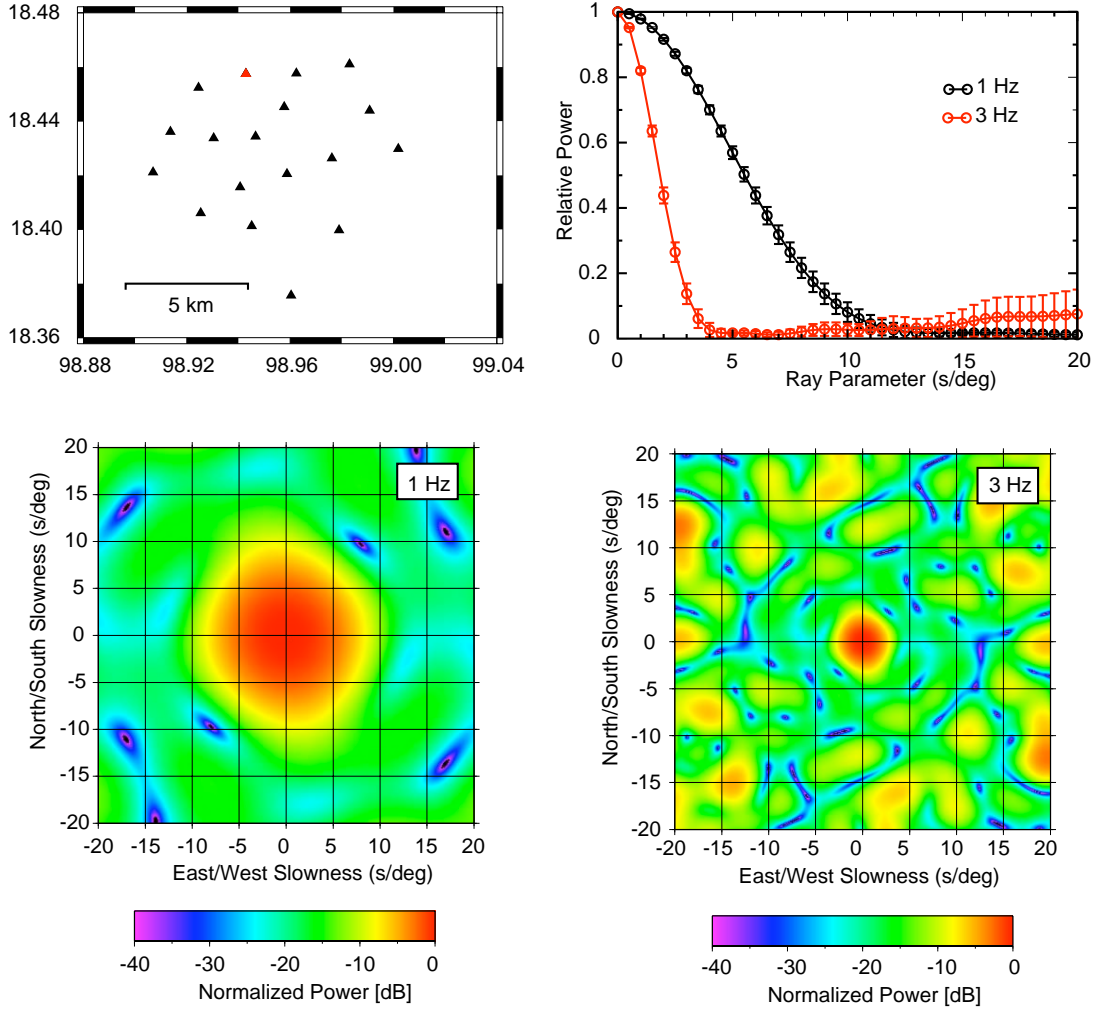 18.48
18.44
18.40
18.36
98.88 98.92 98.96 99.00 99.04
5 km
1
0.8
0.6
0.4
0.2
0
Relative Power
0 5 10 15 20
Ray Parameter (s/deg)
1 Hz
3 Hz
20
15
10
5
0
-5
-10
-15
-20
North/South Slowness (s/deg)
1 Hz
-20 -15 -10 -5 0 5 10 15 20
East/West Slowness (s/deg)
-40 -30 -20 -10 0
Normalized Power [dB]
20
15
10
5
0
-5
-10
-15
-20
North/South Slowness (s/deg)
3 Hz
-20 -15 -10 -5 0 5 10 15 20
East/West Slowness (s/deg)
-40 -30 -20 -10 0
Normalized Power [dB]